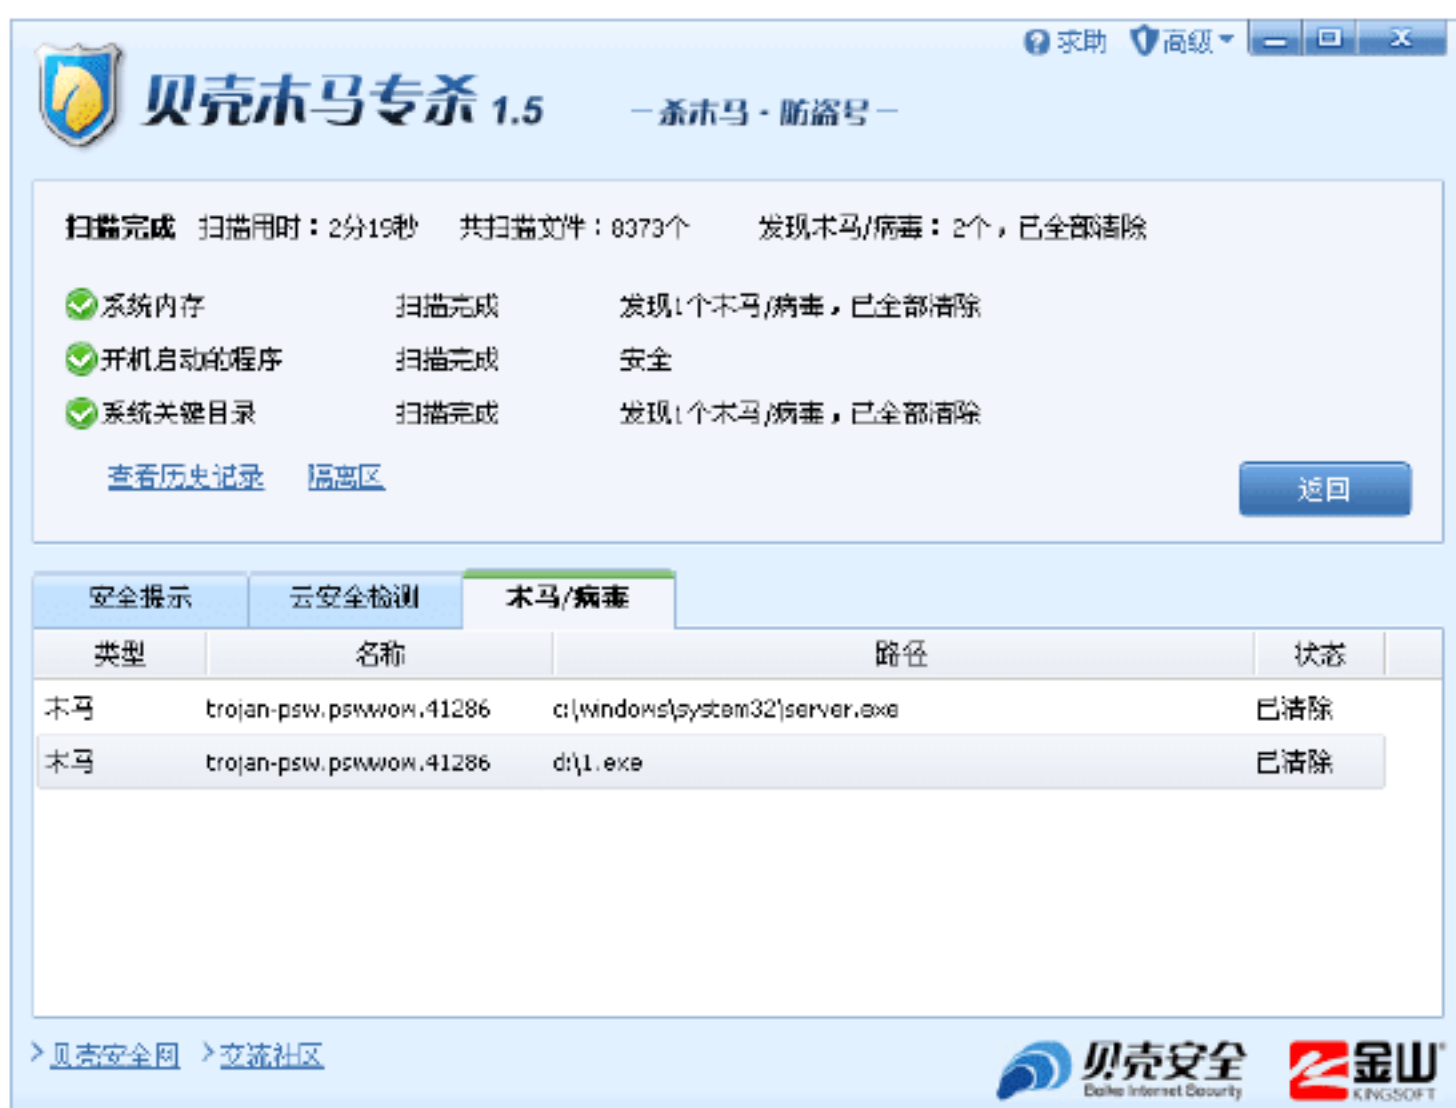 求助 高级
贝壳木马专杀 1.5 －杀木马·防盗号－
扫描完成 扫描用时：2分19秒 共扫描文件：8373个 发现木马/病毒：2个，已全部清除
系统内存 扫描完成 发现1个木马/病毒，已全部清除
开机启动的程序 扫描完成 安全
系统关键目录 扫描完成 发现1个木马/病毒，已全部清除
查看历史记录 隔离区
返回
安全提示 云安全检测 木马/病毒
类型 名称 路径 状态
木马 trojan-psw.pswwow.41286 c:\windows\system32\server.exe 已清除
木马 trojan-psw.pswwow.41286 d:\1.exe 已清除
贝壳安全网 交流社区
贝壳安全 金山
Beike Internet Security KINGSOFT